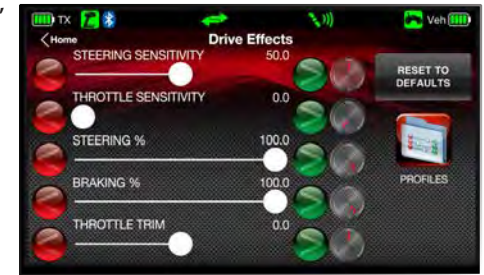 TX
Veh
Home
Drive Effects
STEERING SENSITIVITY 50.0
THROTTLE SENSITIVITY 0.0
STEERING % 100.0
BRAKING % 100.0
THROTTLE TRIM 0.0
RESET TO
DEFAULTS
PROFILES